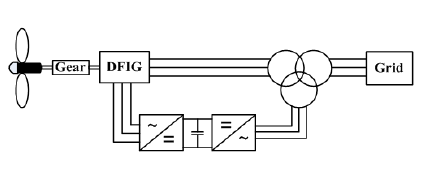 Gear
DFIG
Grid
~
=
=
~